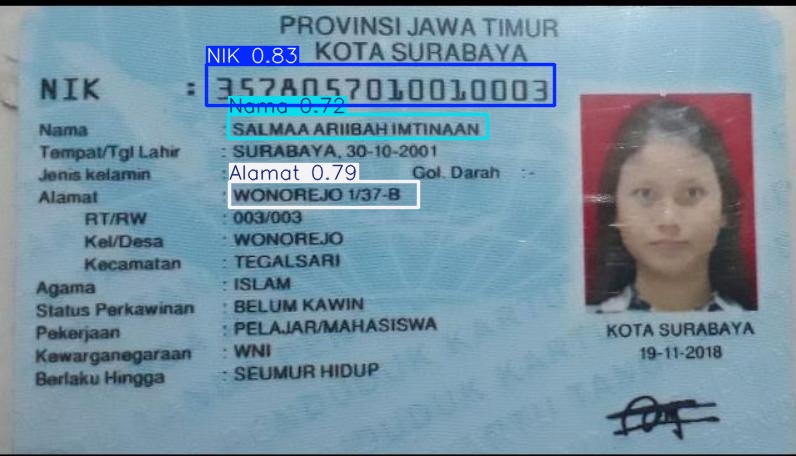 PROVINSI JAWA TIMUR
KOTA SURABAYA
NIK 0.83
NIK :
Nama 0.72
Nama : SALMAA ARIIBAH IMTINAAN
Tempat/Tgl Lahir : SURABAYA, 30-10-2001
Jenis kelamin : Gol. Darah : -
Alamat 0.79
Alamat : WONOREJO 1/37-B
RT/RW : 003/003
Kel/Desa : WONOREJO
Kecamatan : TEGALSARI
Agama : ISLAM
Status Perkawinan : BELUM KAWIN
Pekerjaan : PELAJAR/MAHASISWA
Kewarganegaraan : WNI
Berlaku Hingga : SEUMUR HIDUP
KOTA SURABAYA
19-11-2018